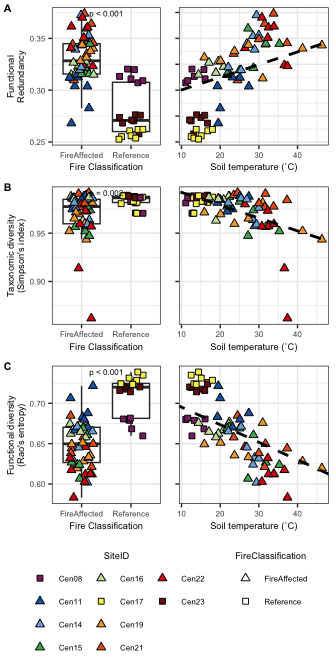 A
p < 0.001
Functional
Redundancy
0.35
0.30
0.25
FireAffected Reference
10 20 30 40
Fire Classification
Soil temperature (˚C)
B
p = 0.002
Taxonomic diversity
(Simpson's index)
0.95
0.90
FireAffected Reference
10 20 30 40
Fire Classification
Soil temperature (˚C)
C
p < 0.001
Functional diversity
(Rao's entropy)
0.70
0.65
0.60
FireAffected Reference
10 20 30 40
Fire Classification
Soil temperature (˚C)
SiteID FireClassification
Cen08 Cen16 Cen22 FireAffected
Cen11 Cen17 Cen23 Reference
Cen14 Cen19
Cen15 Cen21